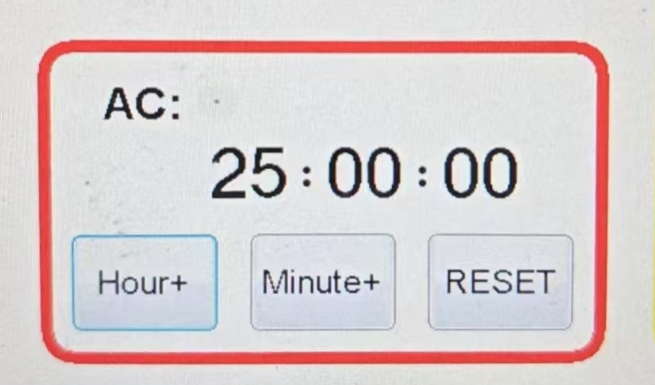 AC:
25:00:00
Hour+ Minute+ RESET